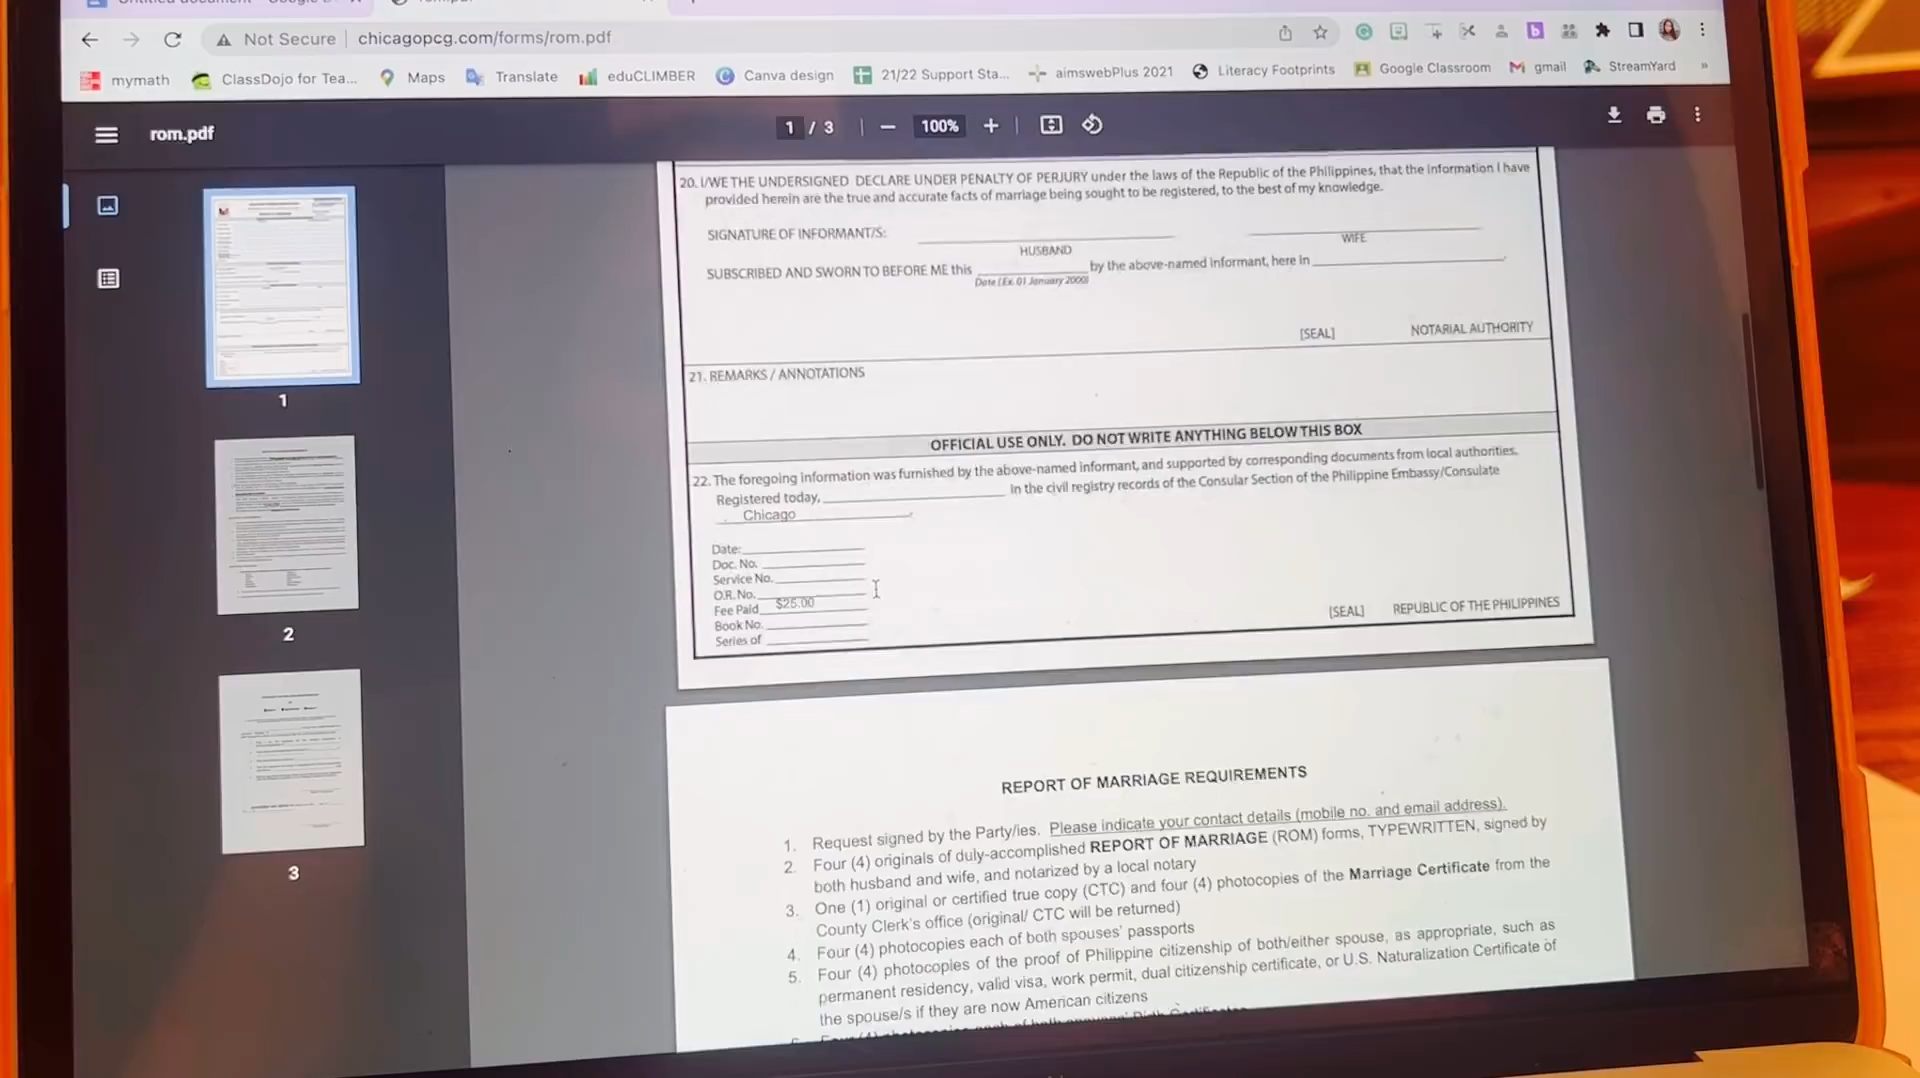 Not Secure | chicagopcg.com/forms/rom.pdf
mymath ClassDojo for Tea... Maps Translate eduCLIMBER Canva design 21/22 Support Sta... aimswebPlus 2021 Literacy Footprints Google Classroom gmail StreamYard »
rom.pdf 1 / 3 100%
20. I/WE THE UNDERSIGNED DECLARE UNDER PENALTY OF PERJURY under the laws of the Republic of the Philippines, that the information I have
provided herein are the true and accurate facts of marriage being sought to be registered, to the best of my knowledge.
SIGNATURE OF INFORMANT/S:
HUSBAND
WIFE
SUBSCRIBED AND SWORN TO BEFORE ME this by the above-named informant, here in
Date (Ex. 01 January 2000)
[SEAL] NOTARIAL AUTHORITY
21. REMARKS / ANNOTATIONS
OFFICIAL USE ONLY. DO NOT WRITE ANYTHING BELOW THIS BOX
22. The foregoing information was furnished by the above-named informant, and supported by corresponding documents from local authorities.
Registered today, in the civil registry records of the Consular Section of the Philippine Embassy/Consulate
Chicago
Date:
Doc. No.
Service No.
O.R. No.
Fee Paid $25.00
Book No.
Series of
[SEAL] REPUBLIC OF THE PHILIPPINES
1
2
3
REPORT OF MARRIAGE REQUIREMENTS
1. Request signed by the Party/ies. Please indicate your contact details (mobile no. and email address).
2. Four (4) originals of duly-accomplished REPORT OF MARRIAGE (ROM) forms, TYPEWRITTEN, signed by
both husband and wife, and notarized by a local notary
3. One (1) original or certified true copy (CTC) and four (4) photocopies of the Marriage Certificate from the
County Clerk's office (original/ CTC will be returned)
4. Four (4) photocopies each of both spouses' passports
5. Four (4) photocopies of the proof of Philippine citizenship of both/either spouse, as appropriate, such as
permanent residency, valid visa, work permit, dual citizenship certificate, or U.S. Naturalization Certificate of
the spouse/s if they are now American citizens